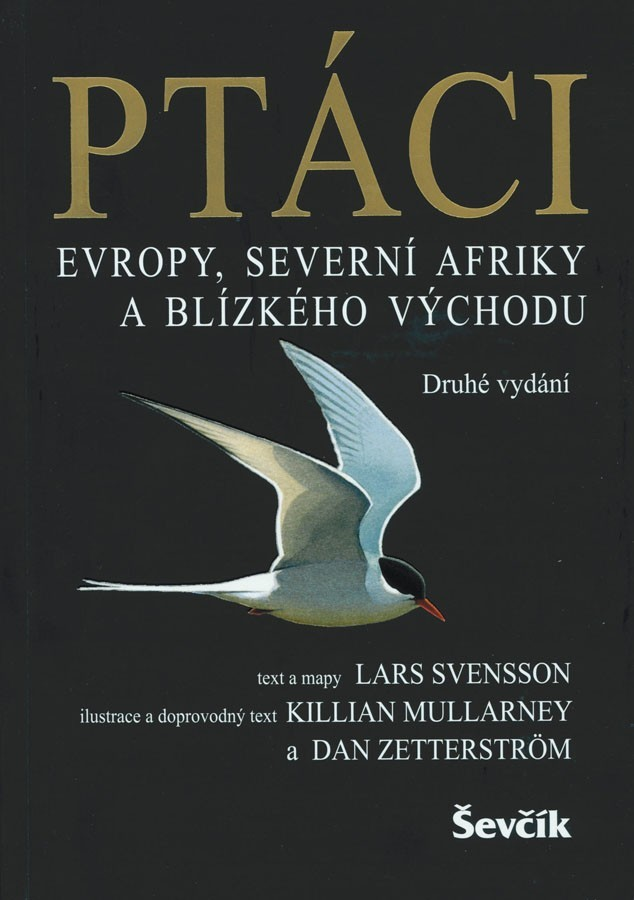 PTÁCI
EVROPY, SEVERNÍ AFRIKY
A BLÍZKÉHO VÝCHODU
Druhé vydání
text a mapy LARS SVENSSON
ilustrace a doprovodný text KILLIAN MULLARNEY
a DAN ZETTERSTRÖM
Ševčík